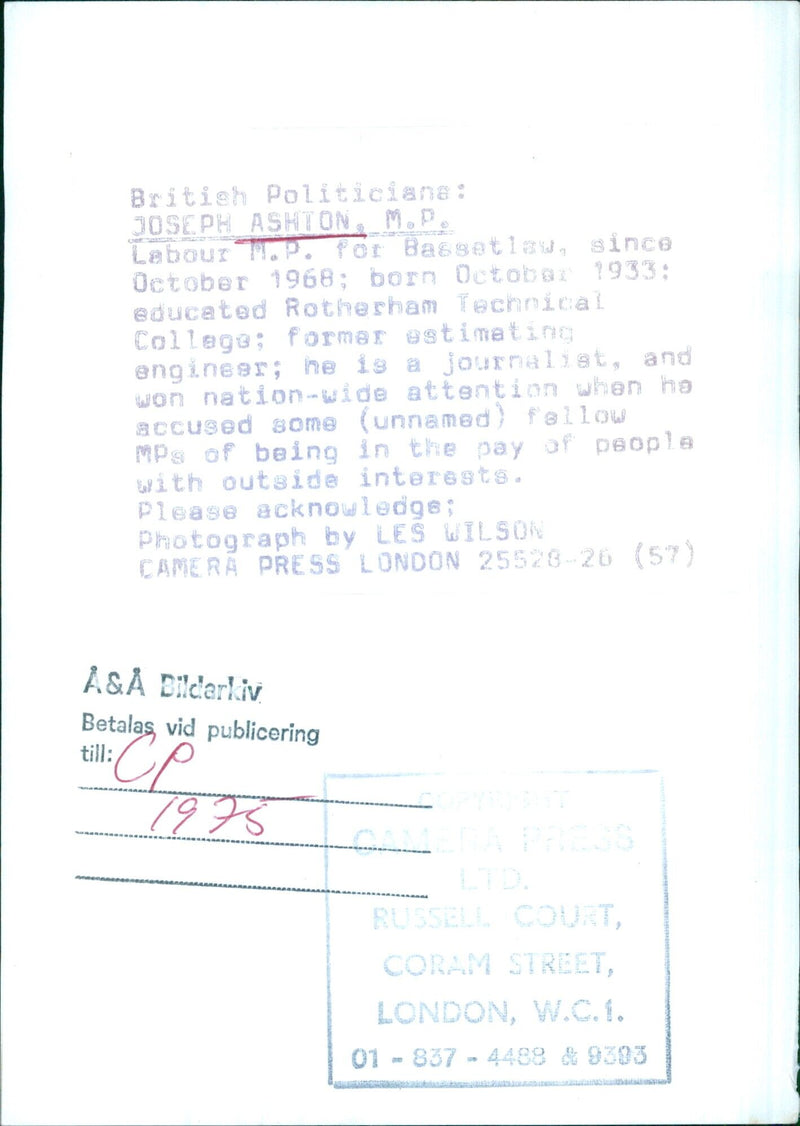 British Politicians:
JOSEPH ASHTON, M.P.
Labour M.P. for Bassetlaw, since
October 1968; born October 1933;
educated Rotherham Technical
College; former estimating
engineer; he is a journalist, and
won nation-wide attention when he
accused some (unnamed) fellow
MPs of being in the pay of people
with outside interests.
Please acknowledge;
Photograph by LES WILSON
CAMERA PRESS LONDON 25528-26 (57)
Å&Å Bildarkiv
Betalas vid publicering
till: CP
1975
COPYRIGHT
CAMERA PRESS
LTD.
RUSSELL COURT,
CORAM STREET,
LONDON, W.C.1.
01 - 837 - 4488 & 9393